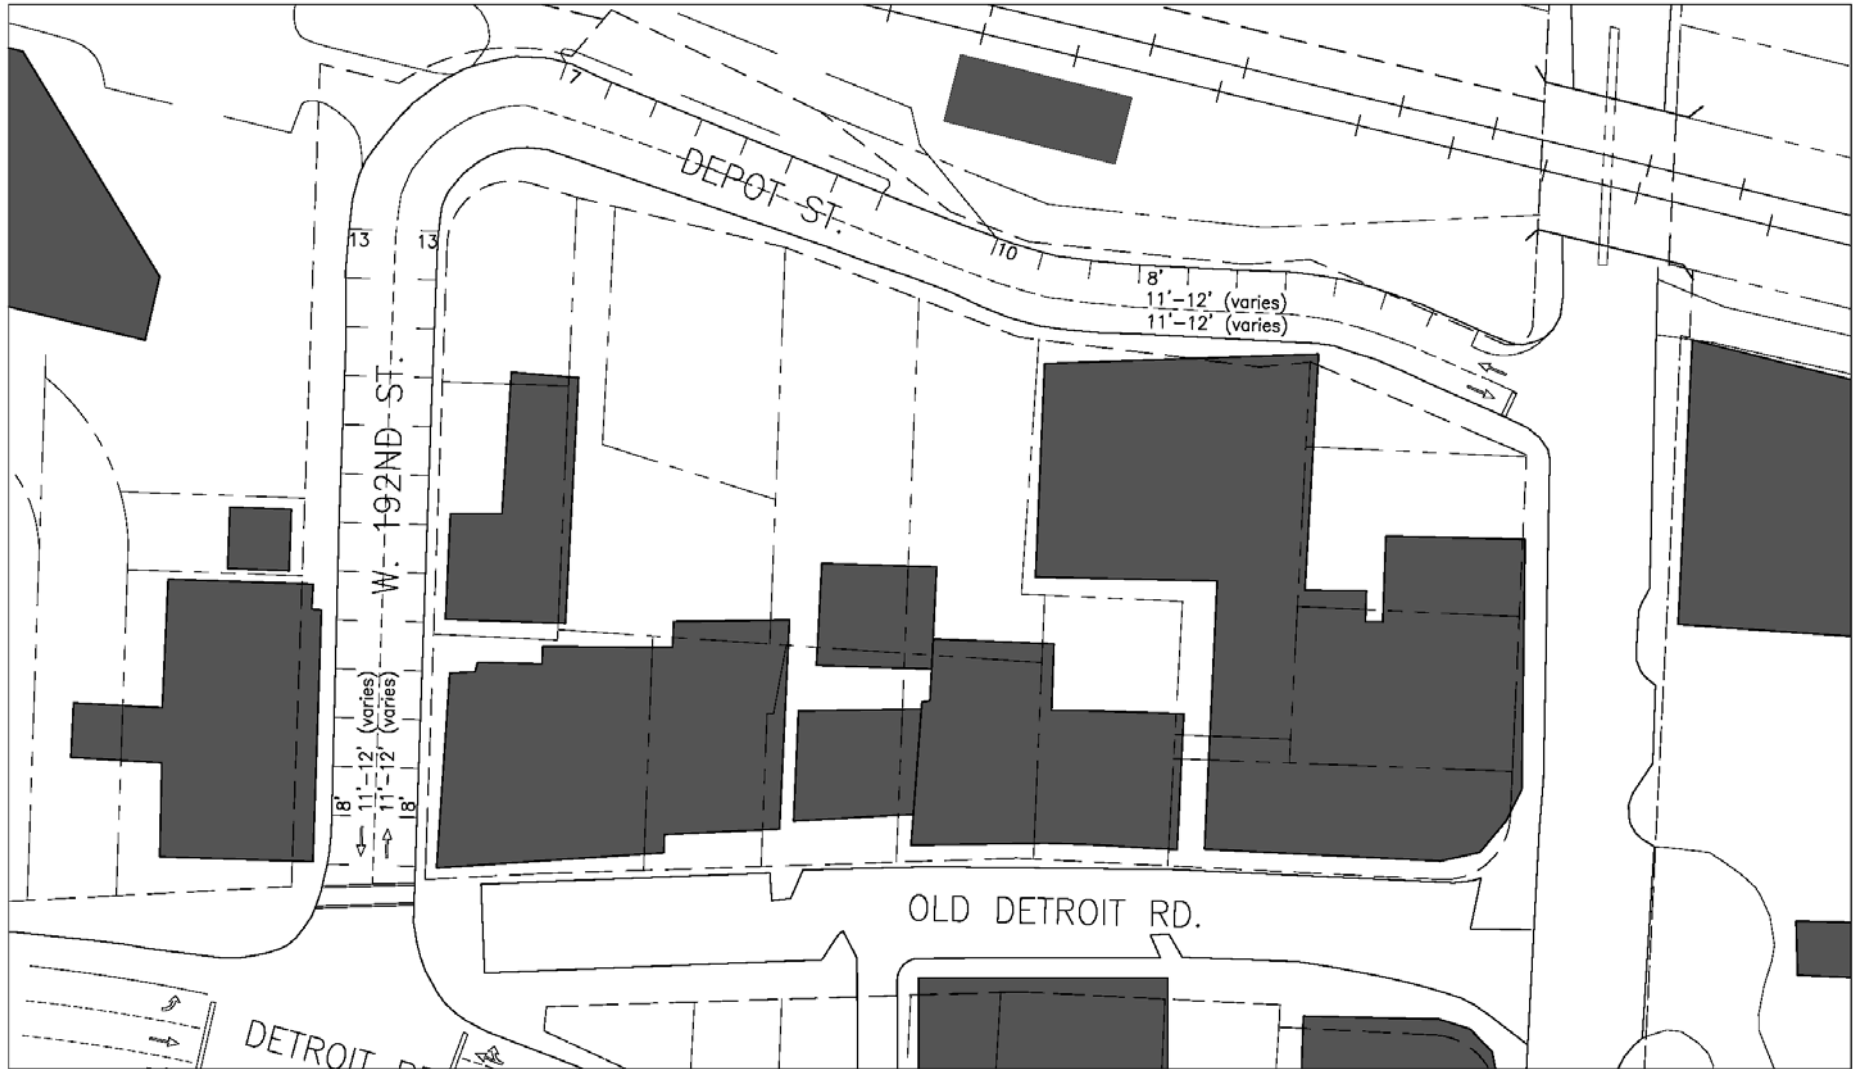 7
DEPOT ST.
13
13
10
8'
11'-12' (varies)
11'-12' (varies)
W. 192ND ST.
8'
11'-12' (varies)
11'-12' (varies)
8'
OLD DETROIT RD.
DETROIT